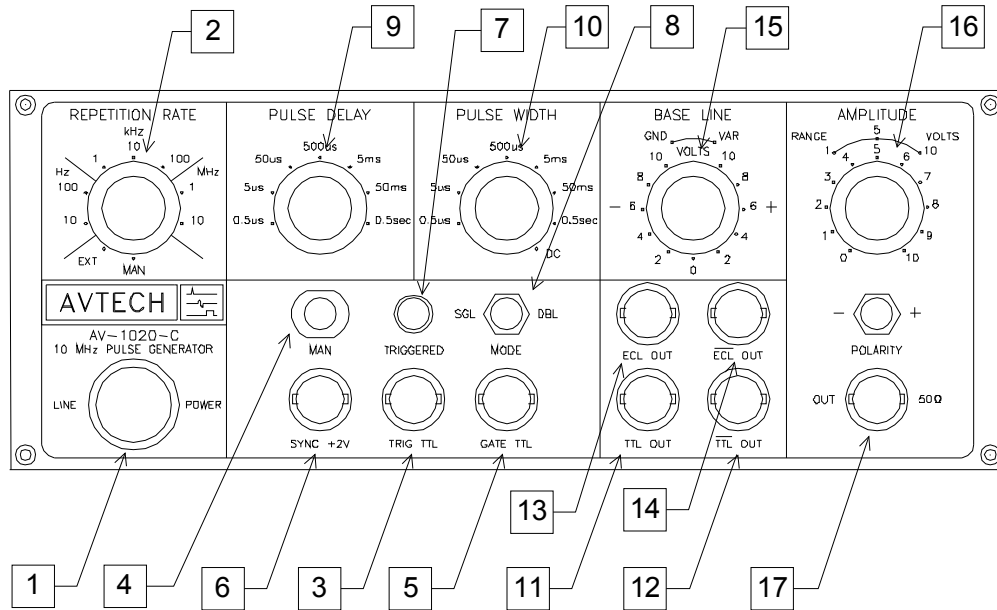 2
9
7
10
8
15
16
REPETITION RATE
kHz
10
1
100
Hz
MHz
100
1
10
10
EXT
MAN
PULSE DELAY
500us
50us
5ms
5us
50ms
0.5us
0.5sec
PULSE WIDTH
500us
50us
5ms
5us
50ms
0.5us
0.5sec
DC
BASE LINE
GND
VAR
VOLTS
10
10
8
8
-
6
6
+
4
4
2
2
0
AMPLITUDE
5
RANGE
VOLTS
1
10
5
4
6
3
7
2
8
1
9
0
10
AVTECH
AV-1020-C
10 MHz PULSE GENERATOR
LINE
POWER
MAN
TRIGGERED
SGL
DBL
MODE
SYNC +2V
TRIG TTL
GATE TTL
ECL OUT
ECL OUT
TTL OUT
TTL OUT
-
+
POLARITY
OUT
50Ω
13
14
1
4
6
3
5
11
12
17